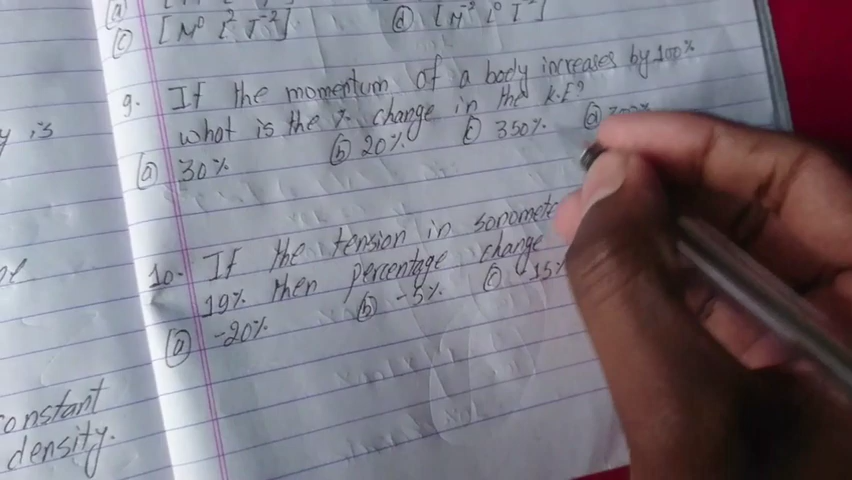 (a)
(c) [M⁰ L² T⁻²] (d) [M⁻² L⁰ T⁻²]
9. If the momentum of a body increases by 100%
what is the % change in the K.E?
(a) 30% (b) 20% (c) 350% (d) 300%
10. If the tension in sonomete
19% then percentage change
(a) -20% (b) -5% (c) -15%
y is
onstant
density.